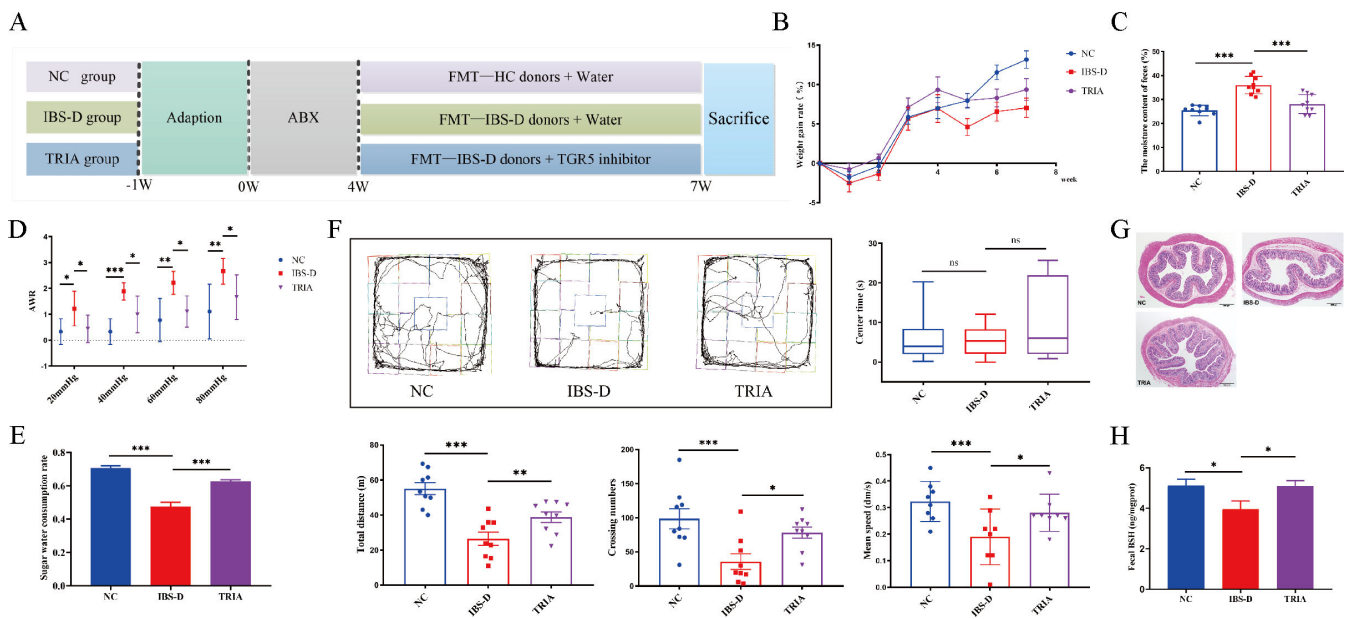 A
NC group
IBS-D group
TRIA group
Adaption
ABX
FMT—HC donors + Water
FMT—IBS-D donors + Water
FMT—IBS-D donors + TGR5 inhibitor
Sacrifice
-1W
0W
4W
7W
B
Weight gain rate (%)
15
10
5
0
-5
4
8
week
NC
IBS-D
TRIA
C
The moisture content of feces (%)
60
50
40
30
20
10
0
***
***
NC
IBS-D
TRIA
D
AWR
4
3
2
1
0
-1
* *
*** *
** *
** *
20mmHg
40mmHg
60mmHg
80mmHg
NC
IBS-D
TRIA
F
NC
IBS-D
TRIA
Center time (s)
30
20
10
0
ns
ns
NC
IBS-D
TRIA
G
NC
IBS-D
TRIA
E
Sugar water consumption rate
0.8
0.6
0.4
0.2
0.0
***
***
NC
IBS-D
TRIA
Total distance (m)
80
60
40
20
0
***
**
NC
IBS-D
TRIA
Crossing numbers
200
150
100
50
0
***
*
NC
IBS-D
TRIA
Mean speed (dm/s)
0.5
0.4
0.3
0.2
0.1
0.0
***
*
NC
IBS-D
TRIA
H
Fecal BSH (ng/mgprot)
6
4
2
0
*
*
NC
IBS-D
TRIA